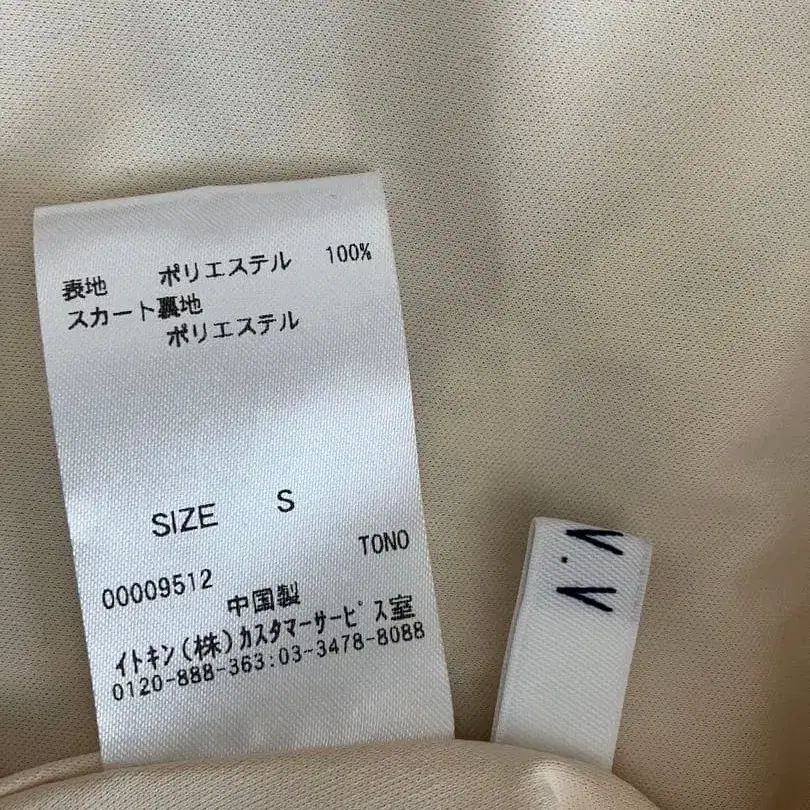 表地 ポリエステル 100%
スカート裏地
ポリエステル
SIZE S
TONO
00009512
中国製
イトキン(株)カスタマーサービス室
0120-888-363:03-3478-8088
V.V